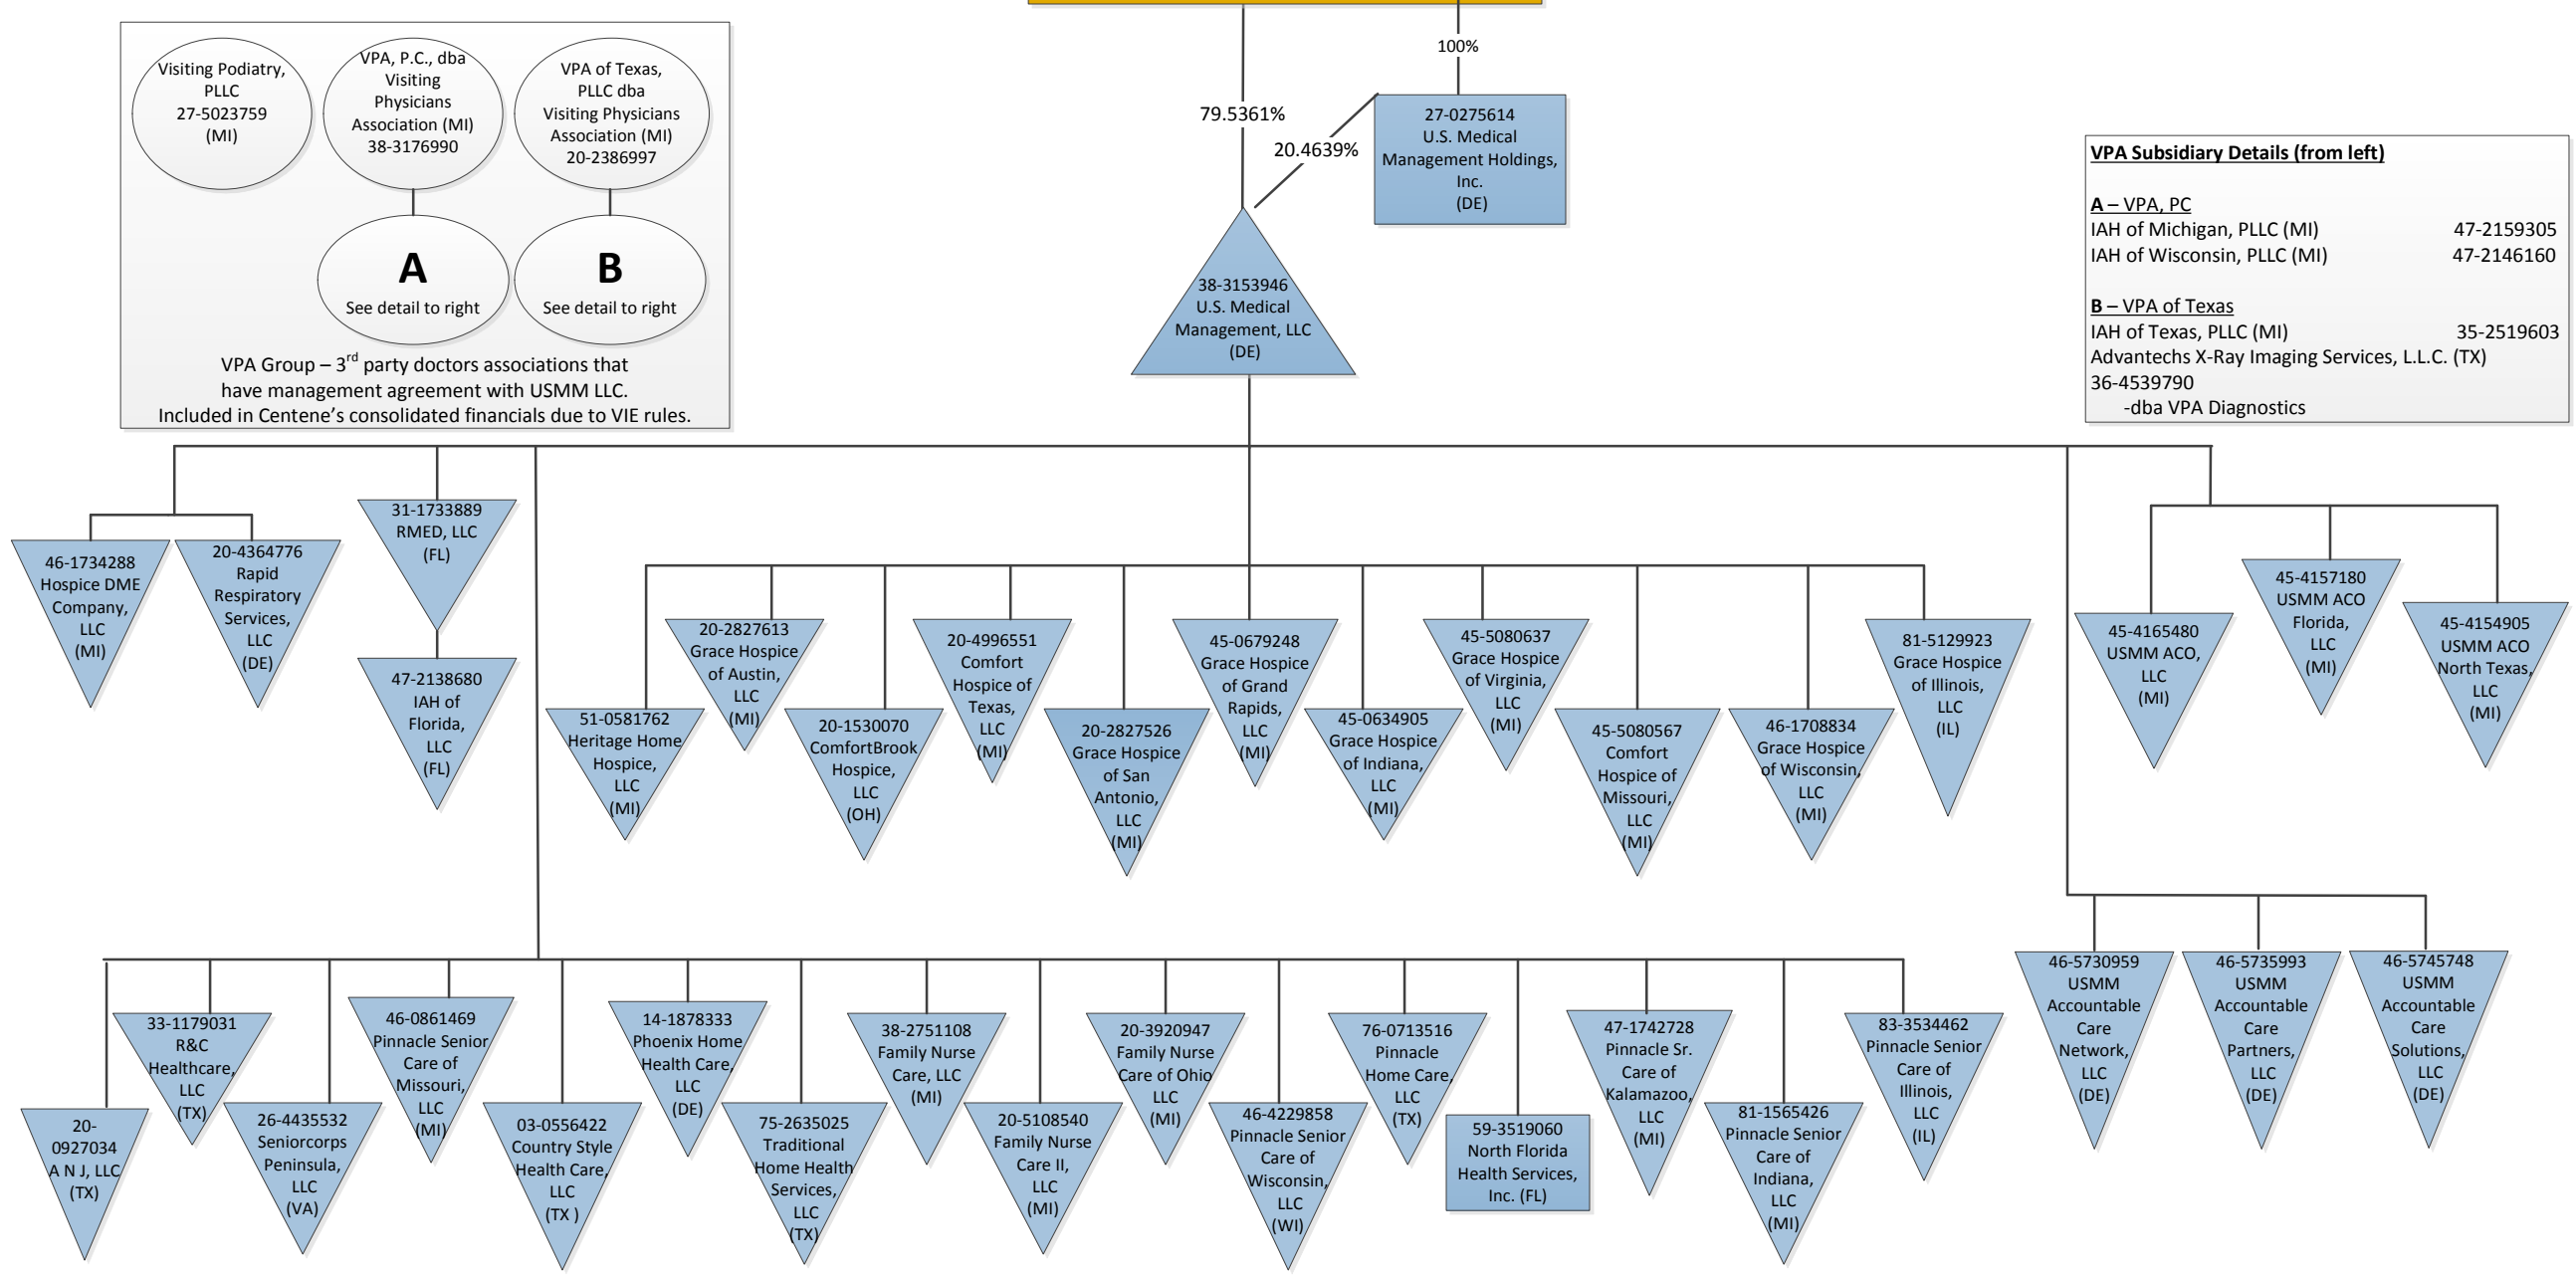 Visiting Podiatry,
PLLC
27-5023759
(MI)
VPA, P.C., dba
Visiting
Physicians
Association (MI)
38-3176990
VPA of Texas,
PLLC dba
Visiting Physicians
Association (MI)
20-2386997
A
See detail to right
B
See detail to right
VPA Group – 3rd party doctors associations that
have management agreement with USMM LLC.
Included in Centene's consolidated financials due to VIE rules.
100%
79.5361%
20.4639%
27-0275614
U.S. Medical
Management Holdings,
Inc.
(DE)
38-3153946
U.S. Medical
Management, LLC
(DE)
VPA Subsidiary Details (from left)
A – VPA, PC
IAH of Michigan, PLLC (MI) 47-2159305
IAH of Wisconsin, PLLC (MI) 47-2146160
B – VPA of Texas
IAH of Texas, PLLC (MI) 35-2519603
Advantechs X-Ray Imaging Services, L.L.C. (TX)
36-4539790
-dba VPA Diagnostics
46-1734288
Hospice DME
Company,
LLC
(MI)
20-4364776
Rapid
Respiratory
Services,
LLC
(DE)
31-1733889
RMED, LLC
(FL)
47-2138680
IAH of
Florida,
LLC
(FL)
51-0581762
Heritage Home
Hospice,
LLC
(MI)
20-2827613
Grace Hospice
of Austin,
LLC
(MI)
20-1530070
ComfortBrook
Hospice,
LLC
(OH)
20-4996551
Comfort
Hospice of
Texas,
LLC
(MI)
20-2827526
Grace Hospice
of San
Antonio,
LLC
(MI)
45-0679248
Grace Hospice
of Grand
Rapids,
LLC
(MI)
45-0634905
Grace Hospice
of Indiana,
LLC
(MI)
45-5080637
Grace Hospice
of Virginia,
LLC
(MI)
45-5080567
Comfort
Hospice of
Missouri,
LLC
(MI)
46-1708834
Grace Hospice
of Wisconsin,
LLC
(MI)
81-5129923
Grace Hospice
of Illinois,
LLC
(IL)
45-4165480
USMM ACO,
LLC
(MI)
45-4157180
USMM ACO
Florida,
LLC
(MI)
45-4154905
USMM ACO
North Texas,
LLC
(MI)
20-
0927034
A N J, LLC
(TX)
33-1179031
R&C
Healthcare,
LLC
(TX)
26-4435532
Seniorcorps
Peninsula,
LLC
(VA)
46-0861469
Pinnacle Senior
Care of
Missouri,
LLC
(MI)
03-0556422
Country Style
Health Care,
LLC
(TX )
14-1878333
Phoenix Home
Health Care,
LLC
(DE)
75-2635025
Traditional
Home Health
Services,
LLC
(TX)
38-2751108
Family Nurse
Care, LLC
(MI)
20-5108540
Family Nurse
Care II,
LLC
(MI)
20-3920947
Family Nurse
Care of Ohio
LLC
(MI)
46-4229858
Pinnacle Senior
Care of
Wisconsin,
LLC
(WI)
76-0713516
Pinnacle
Home Care,
LLC
(TX)
59-3519060
North Florida
Health Services,
Inc. (FL)
47-1742728
Pinnacle Sr.
Care of
Kalamazoo,
LLC
(MI)
81-1565426
Pinnacle Senior
Care of
Indiana,
LLC
(MI)
83-3534462
Pinnacle Senior
Care of
Illinois,
LLC
(IL)
46-5730959
USMM
Accountable
Care
Network,
LLC
(DE)
46-5735993
USMM
Accountable
Care
Partners,
LLC
(DE)
46-5745748
USMM
Accountable
Care
Solutions,
LLC
(DE)